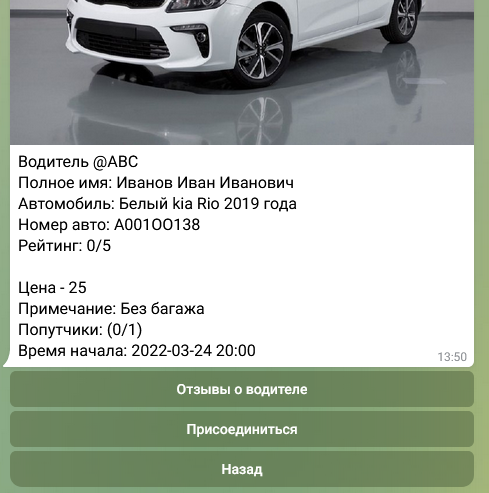 Водитель @ABC
Полное имя: Иванов Иван Иванович
Автомобиль: Белый kia Rio 2019 года
Номер авто: А001ОО138
Рейтинг: 0/5
Цена - 25
Примечание: Без багажа
Попутчики: (0/1)
Время начала: 2022-03-24 20:00
13:50
Отзывы о водителе
Присоединиться
Назад